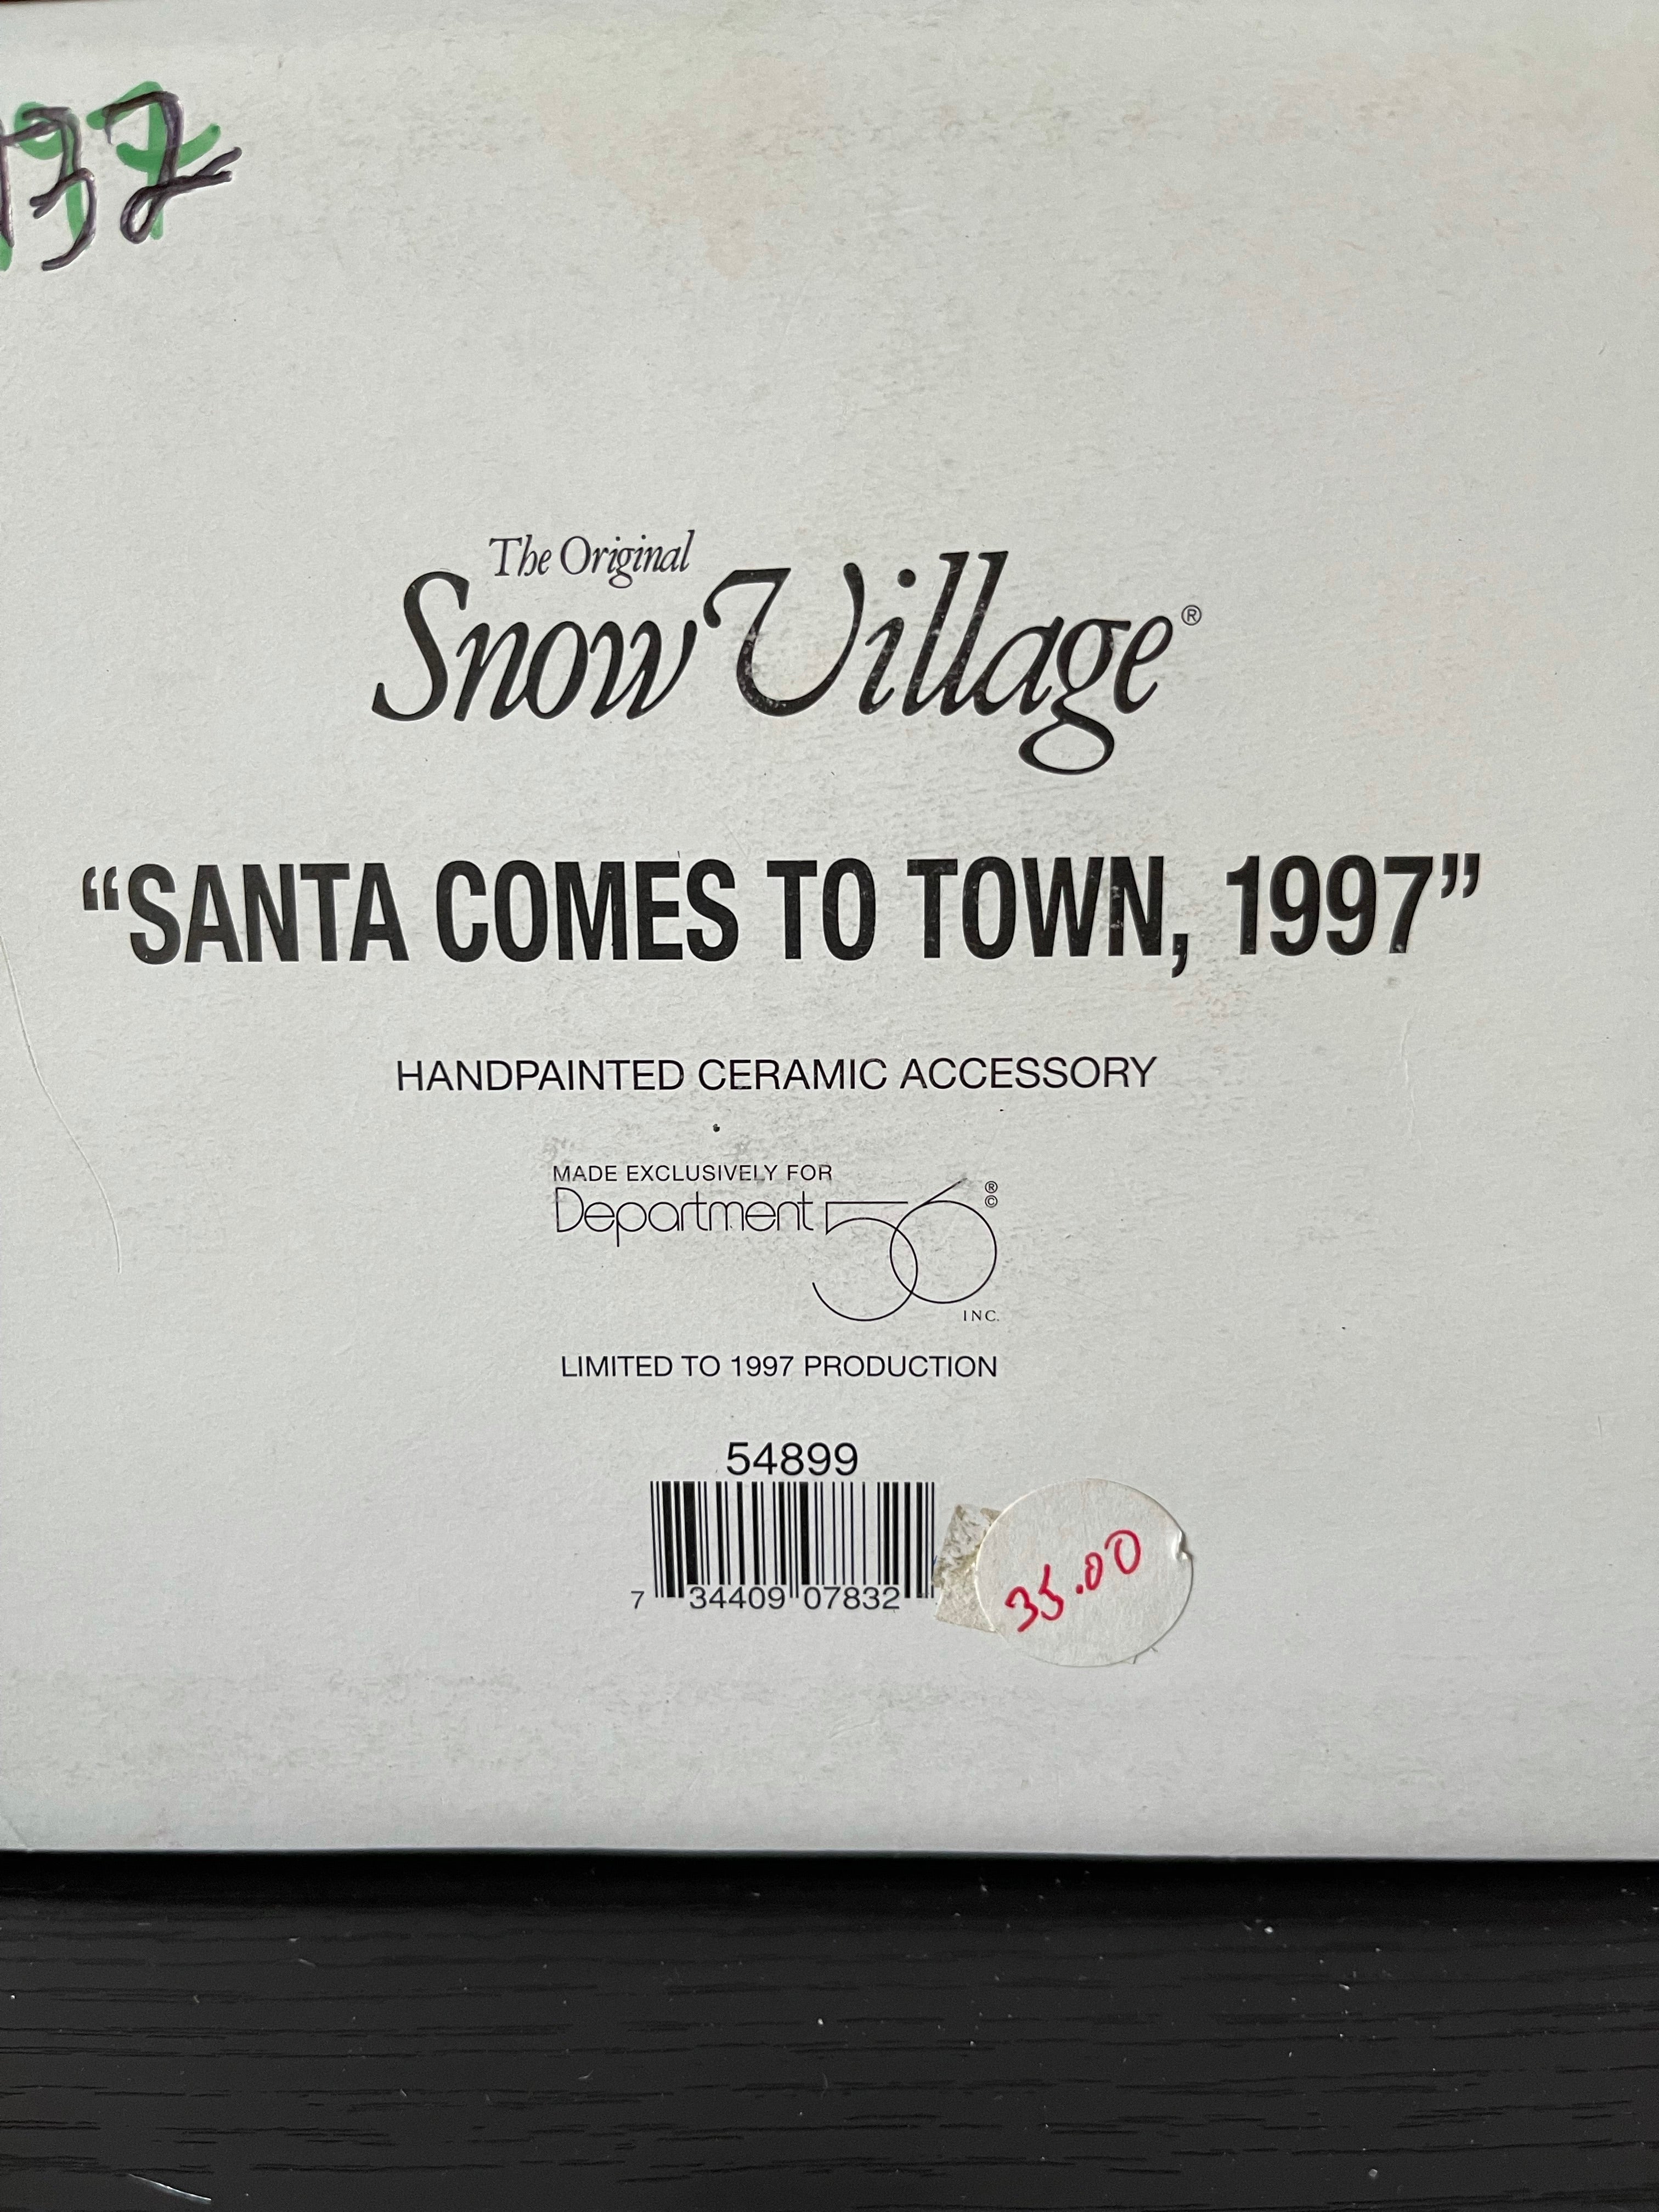 The Original
Snow Village®
“SANTA COMES TO TOWN, 1997”
HANDPAINTED CERAMIC ACCESSORY
MADE EXCLUSIVELY FOR
Department 56 ® ©
INC.
LIMITED TO 1997 PRODUCTION
54899
7 34409 07832
35.00